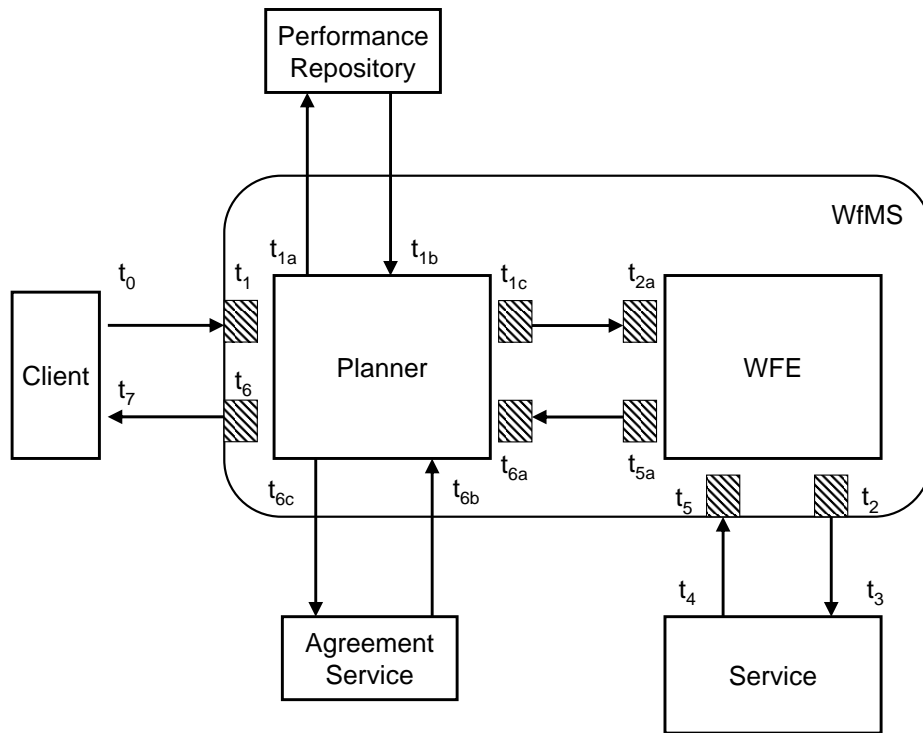 Performance
Repository
WfMS
t1a
t1b
t0
t1
t1c
t2a
Client
Planner
WFE
t7
t6
t6c
t6b
t6a
t5a
t5
t2
t4
t3
Agreement
Service
Service